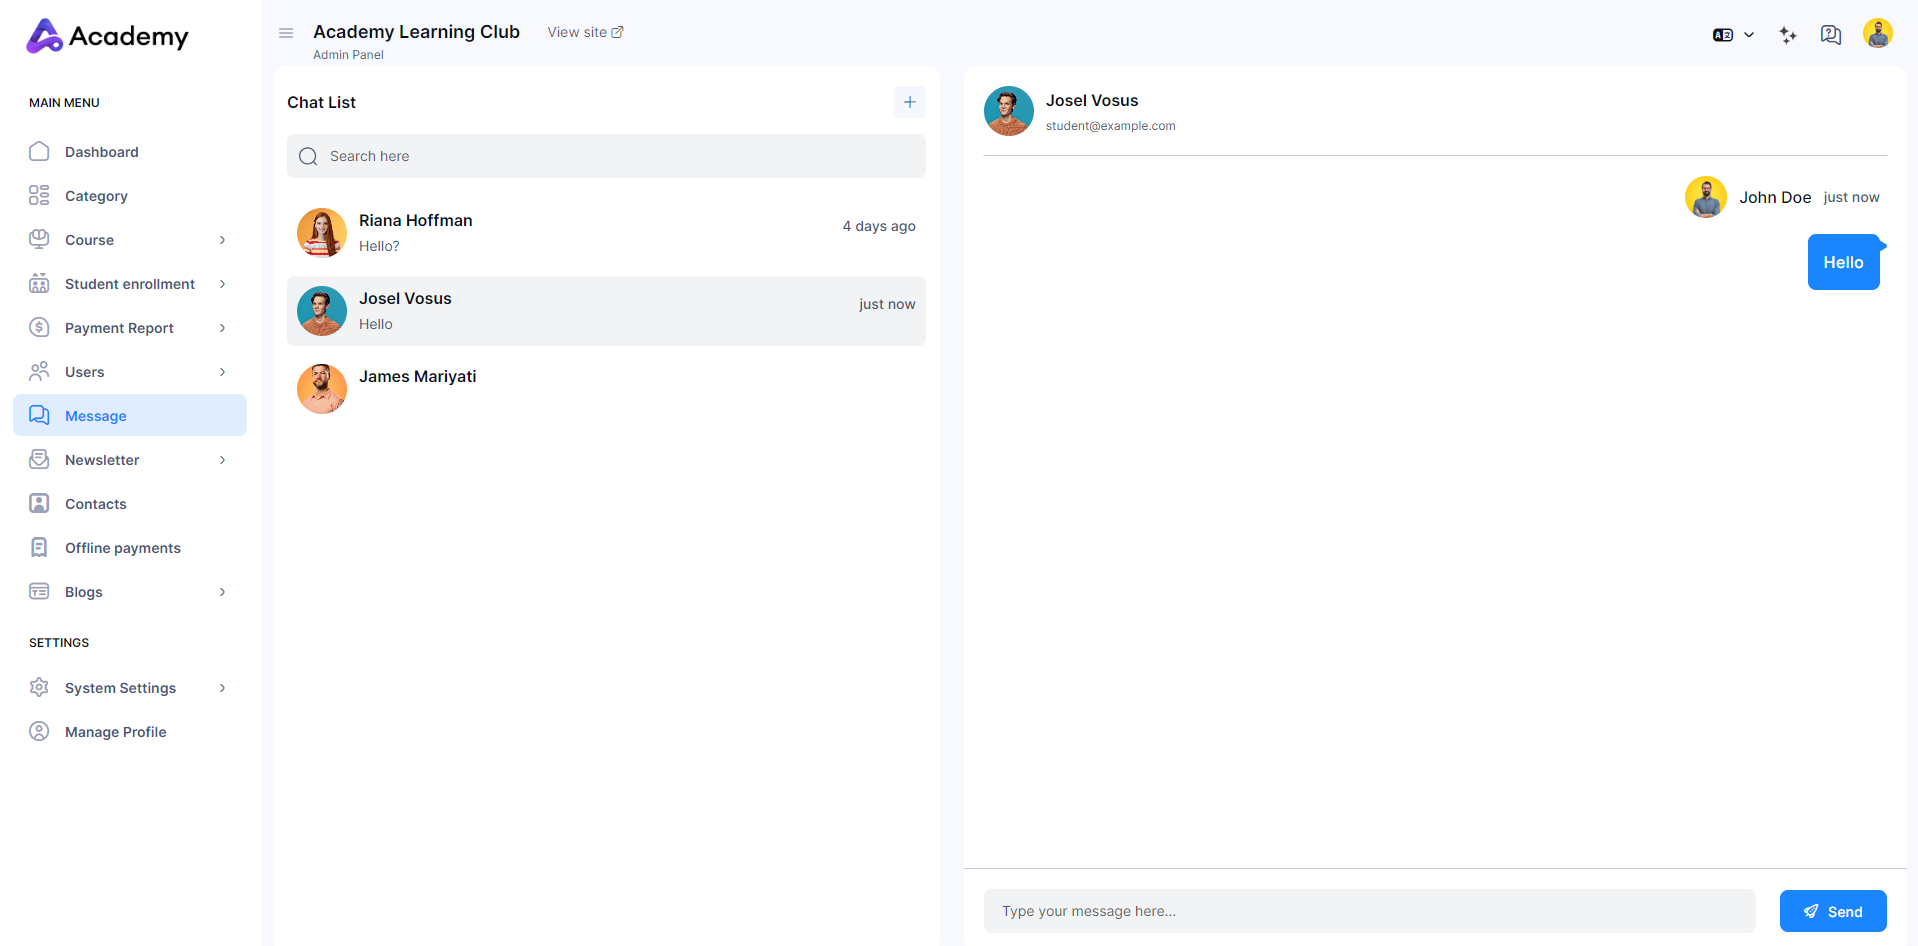 Academy
MAIN MENU
Dashboard
Category
Course
Student enrollment
Payment Report
Users
Message
Newsletter
Contacts
Offline payments
Blogs
SETTINGS
System Settings
Manage Profile
Academy Learning Club
View site
Admin Panel
Chat List
Search here
Riana Hoffman
4 days ago
Hello?
Josel Vosus
just now
Hello
James Mariyati
Josel Vosus
student@example.com
John Doe just now
Hello
Type your message here...
Send